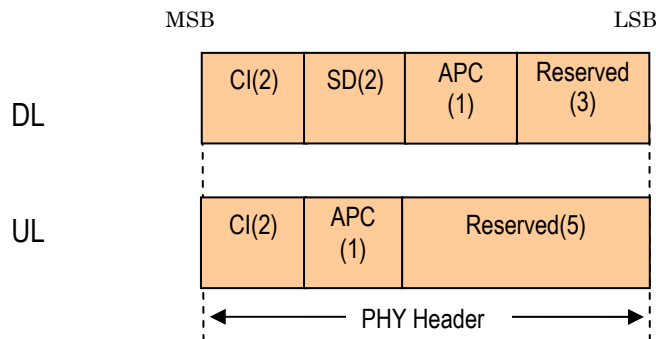 MSB LSB
DL
CI(2) SD(2) APC Reserved
(1) (3)
UL
CI(2) APC Reserved(5)
(1)
PHY Header